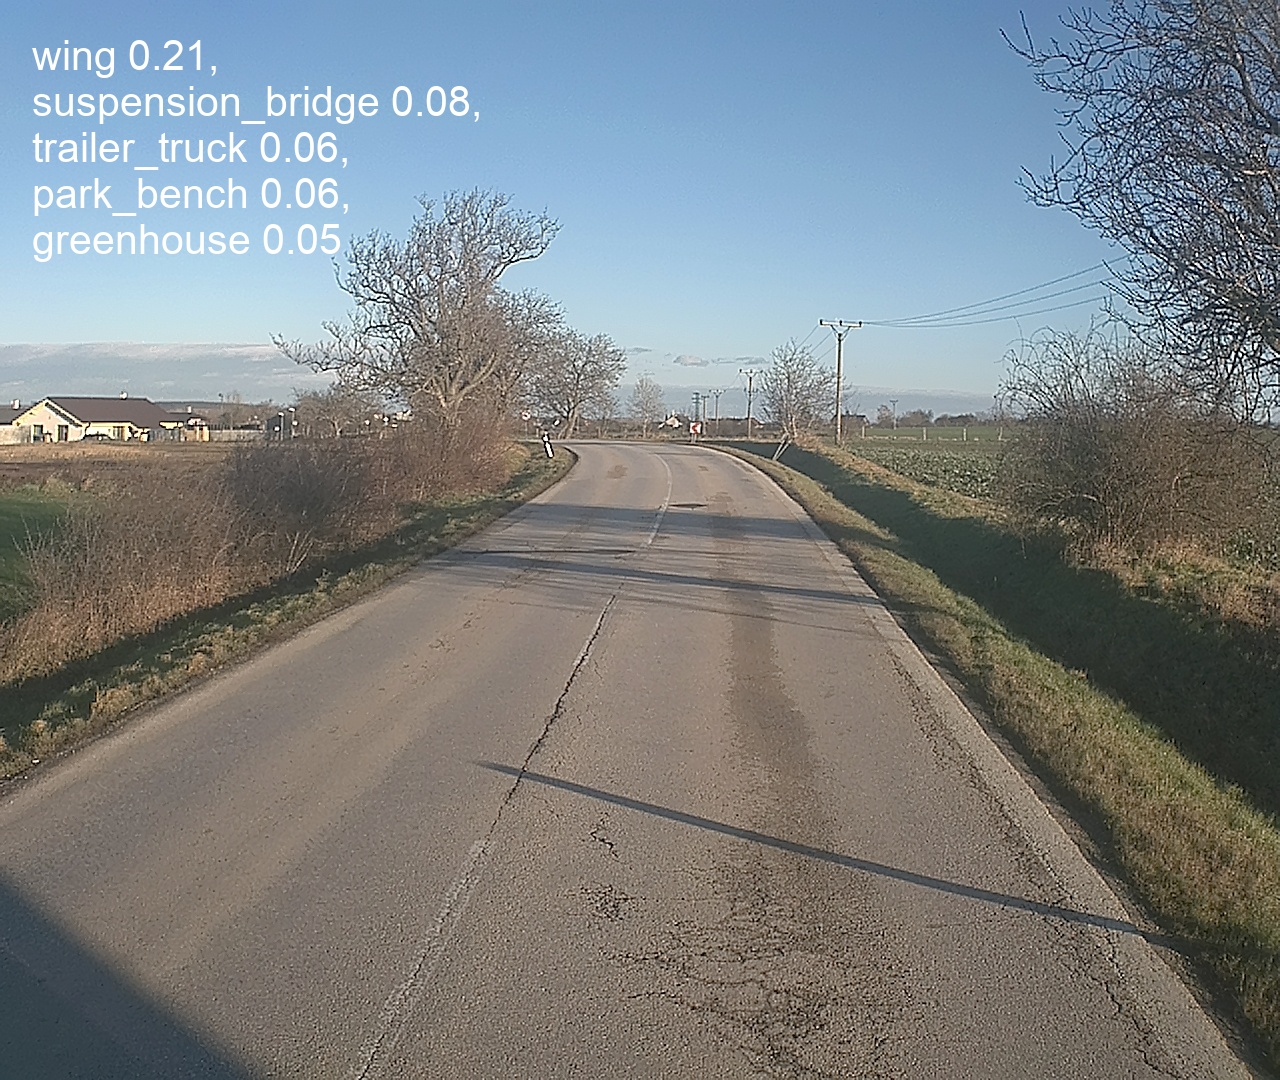 wing 0.21,
suspension_bridge 0.08,
trailer_truck 0.06,
park_bench 0.06,
greenhouse 0.05